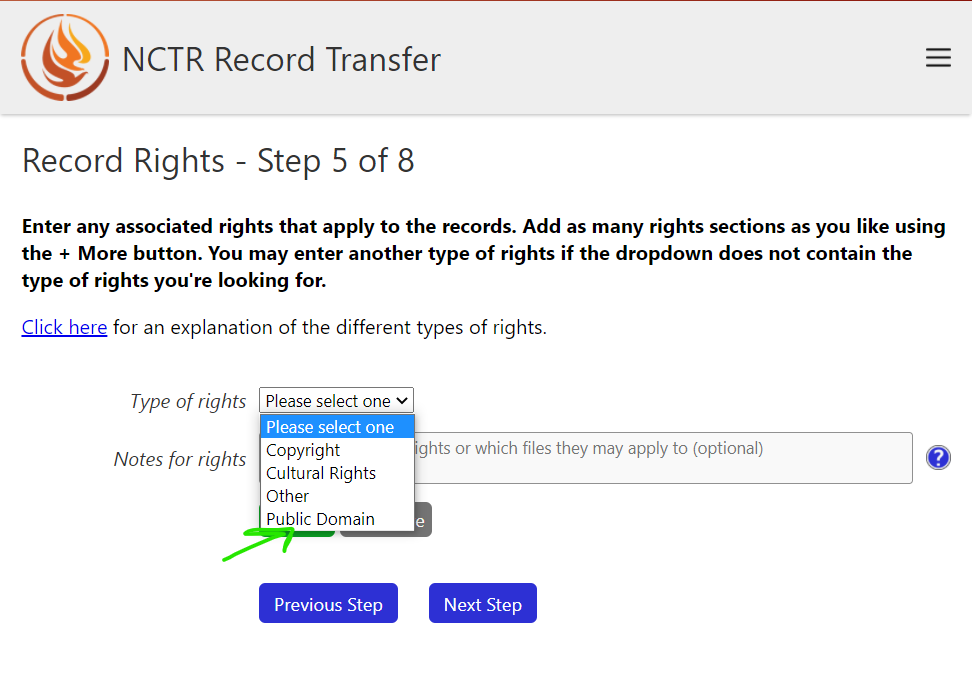 NCTR Record Transfer
Record Rights - Step 5 of 8
Enter any associated rights that apply to the records. Add as many rights sections as you like using
the + More button. You may enter another type of rights if the dropdown does not contain the
type of rights you're looking for.
Click here for an explanation of the different types of rights.
Type of rights Please select one
Please select one
Copyright
Notes for rights ights or which files they may apply to (optional) ?
Cultural Rights
Other
Public Domain e
Previous Step Next Step